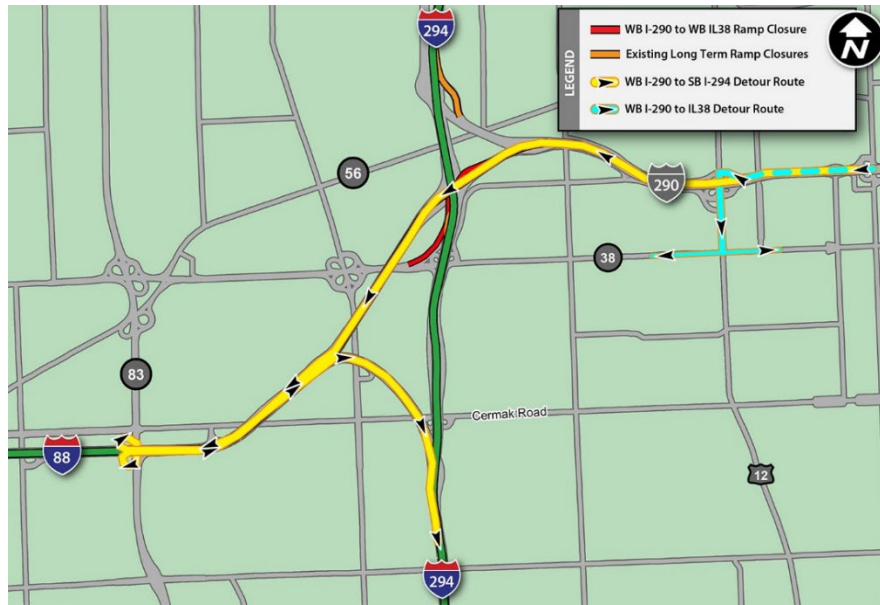 LEGEND
WB I-290 to WB IL38 Ramp Closure
Existing Long Term Ramp Closures
WB I-290 to SB I-294 Detour Route
WB I-290 to IL38 Detour Route
N
294
56
290
38
83
Cermak Road
88
12
294